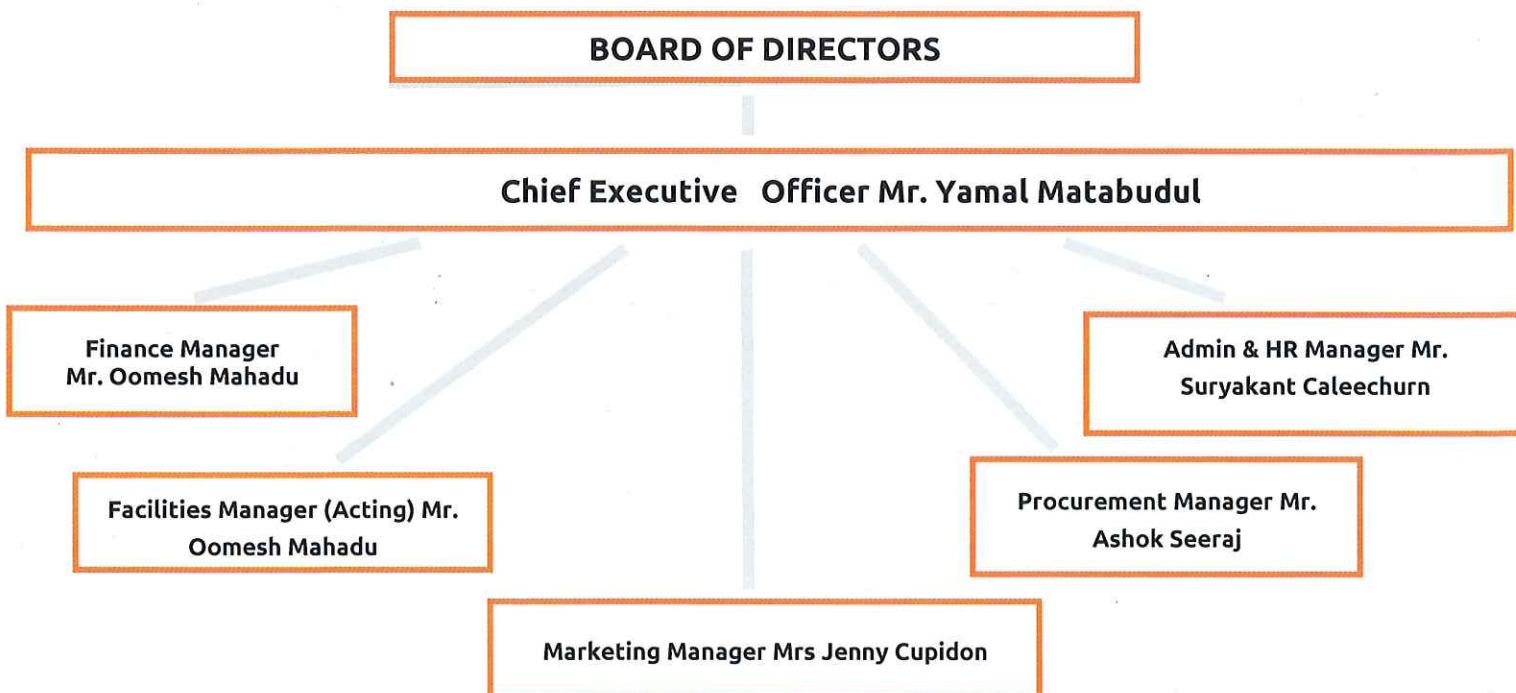 BOARD OF DIRECTORS
Chief Executive Officer Mr. Yamal Matabudul
Finance Manager
Mr. Oomesh Mahadu
Admin & HR Manager Mr.
Suryakant Caleechurn
Facilities Manager (Acting) Mr.
Oomesh Mahadu
Procurement Manager Mr.
Ashok Seeraj
Marketing Manager Mrs Jenny Cupidon